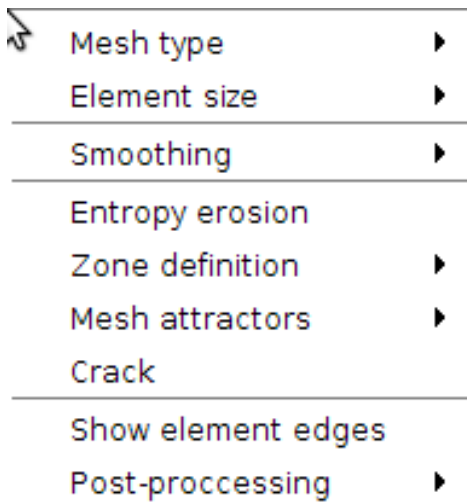 Mesh type
Element size
Smoothing
Entropy erosion
Zone definition
Mesh attractors
Crack
Show element edges
Post-proccessing